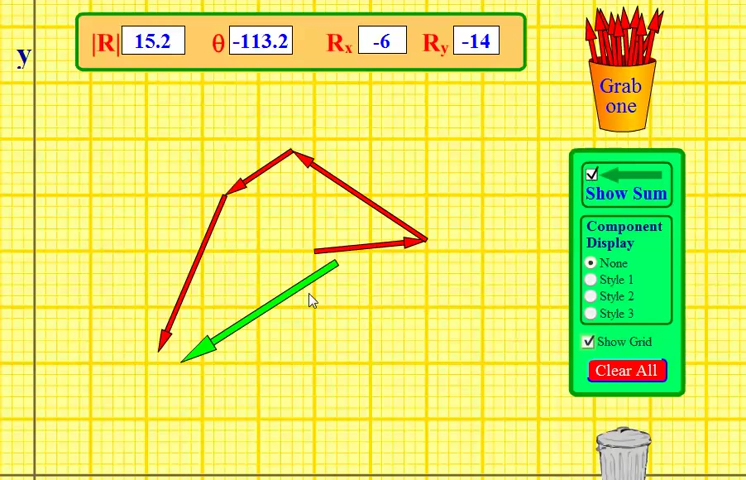 |R| 15.2 θ -113.2 Rx -6 Ry -14
y
Grab
one
Show Sum
Component
Display
None
Style 1
Style 2
Style 3
Show Grid
Clear All